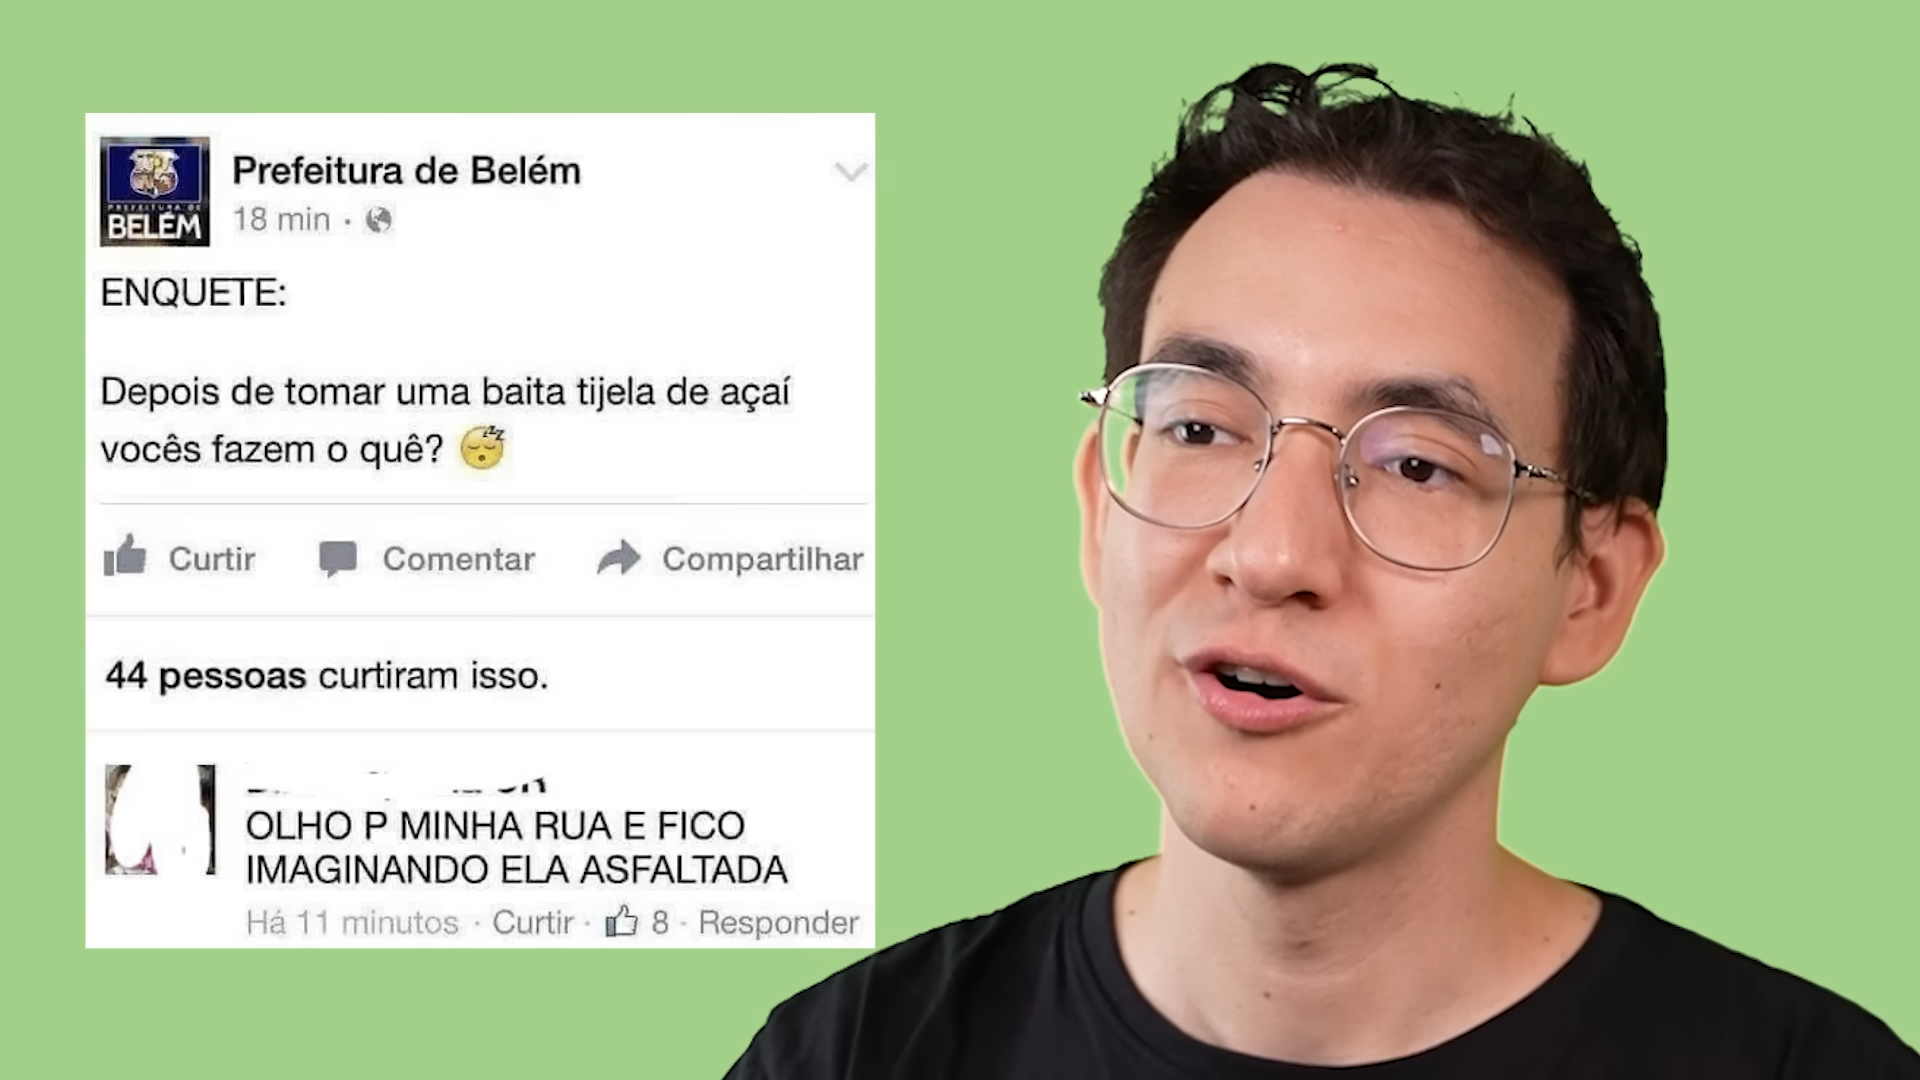 PREFEITURA DE
BELÉM
Prefeitura de Belém
18 min ·
ENQUETE:
Depois de tomar uma baita tijela de açaí
vocês fazem o quê?
Curtir Comentar Compartilhar
44 pessoas curtiram isso.
OLHO P MINHA RUA E FICO
IMAGINANDO ELA ASFALTADA
Há 11 minutos · Curtir · 8 · Responder